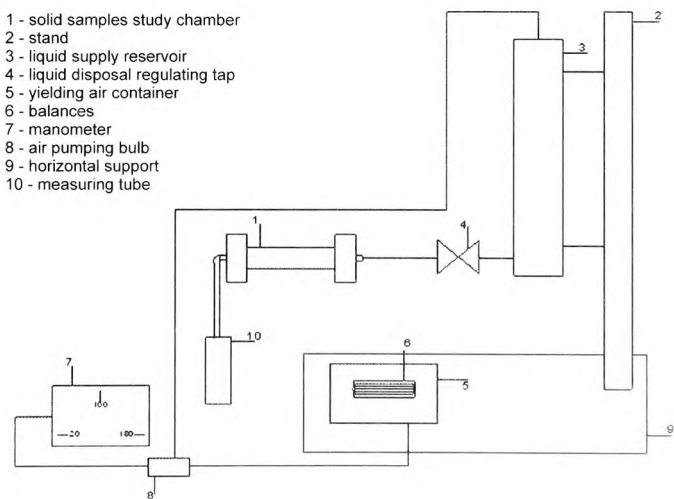 1 - solid samples study chamber
2 - stand
3 - liquid supply reservoir
4 - liquid disposal regulating tap
5 - yielding air container
6 - balances
7 - manometer
8 - air pumping bulb
9 - horizontal support
10 - measuring tube
2
3
1
4
10
6
7
5
100
20 180
9
8